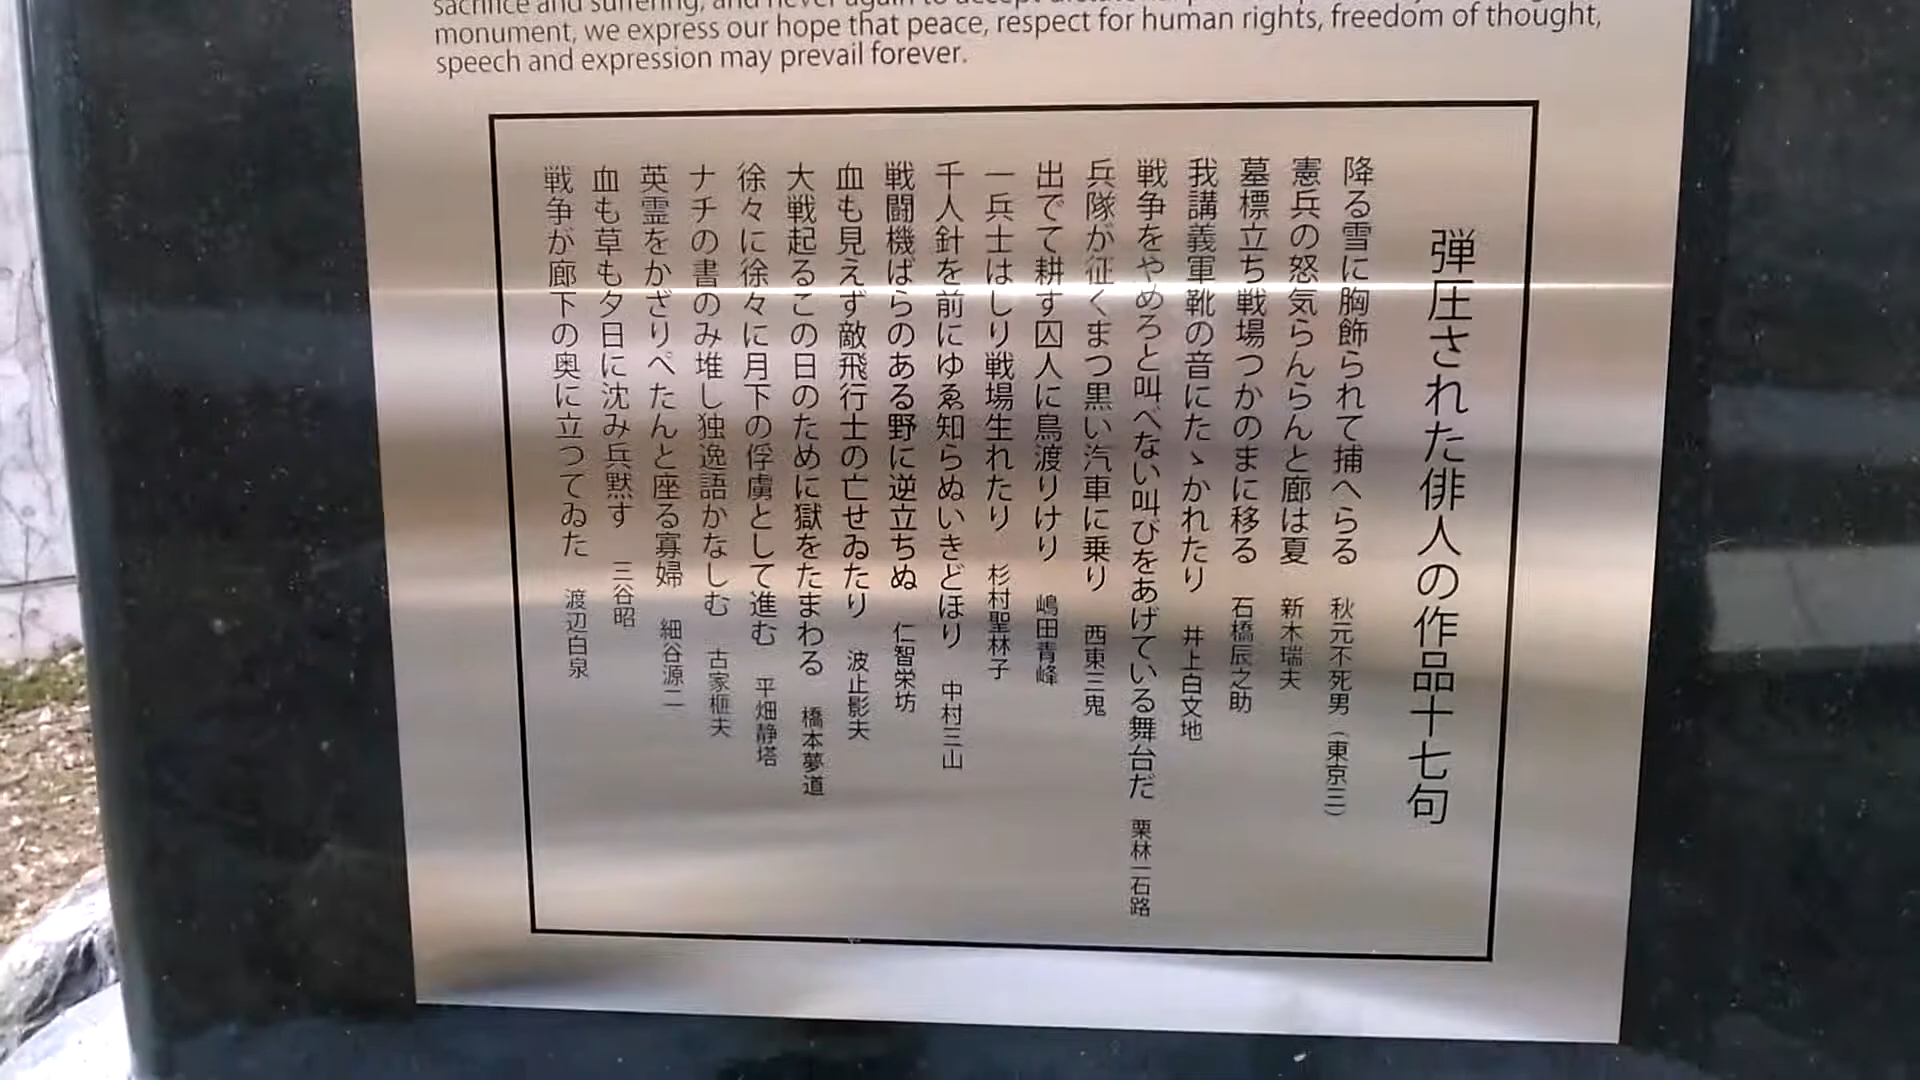 monument, we express our hope that peace, respect for human rights, freedom of thought,
speech and expression may prevail forever.
弾圧された俳人の作品十七句
降る雪に胸飾られて捕へらる 秋元不死男（東京三）
憲兵の怒気らんらんと廊は夏 新木瑞夫
墓標立ち戦場つかのまに移る 石橋辰之助
我講義軍靴の音にたゝかれたり 井上白文地
戦争をやめろと叫べない叫びをあげている舞台だ 栗林一石路
兵隊が征くまつ黒い汽車に乗り 西東三鬼
出でて耕す囚人に鳥渡りけり 嶋田青峰
一兵士はしり戦場生れたり 杉村聖林子
千人針を前にゆゑ知らぬいきどほり 中村三山
戦闘機ばらのある野に逆立ちぬ 仁智栄坊
血も見えず敵飛行士の亡せゐたり 波止影夫
大戦起るこの日のために獄をたまわる 橋本夢道
徐々に徐々に月下の俘虜として進む 平畑静塔
ナチの書のみ堆し独逸語かなしむ 古家榧夫
英霊をかざりぺたんと座る寡婦 細谷源二
血も草も夕日に沈み兵黙す 三谷昭
戦争が廊下の奥に立つてゐた 渡辺白泉